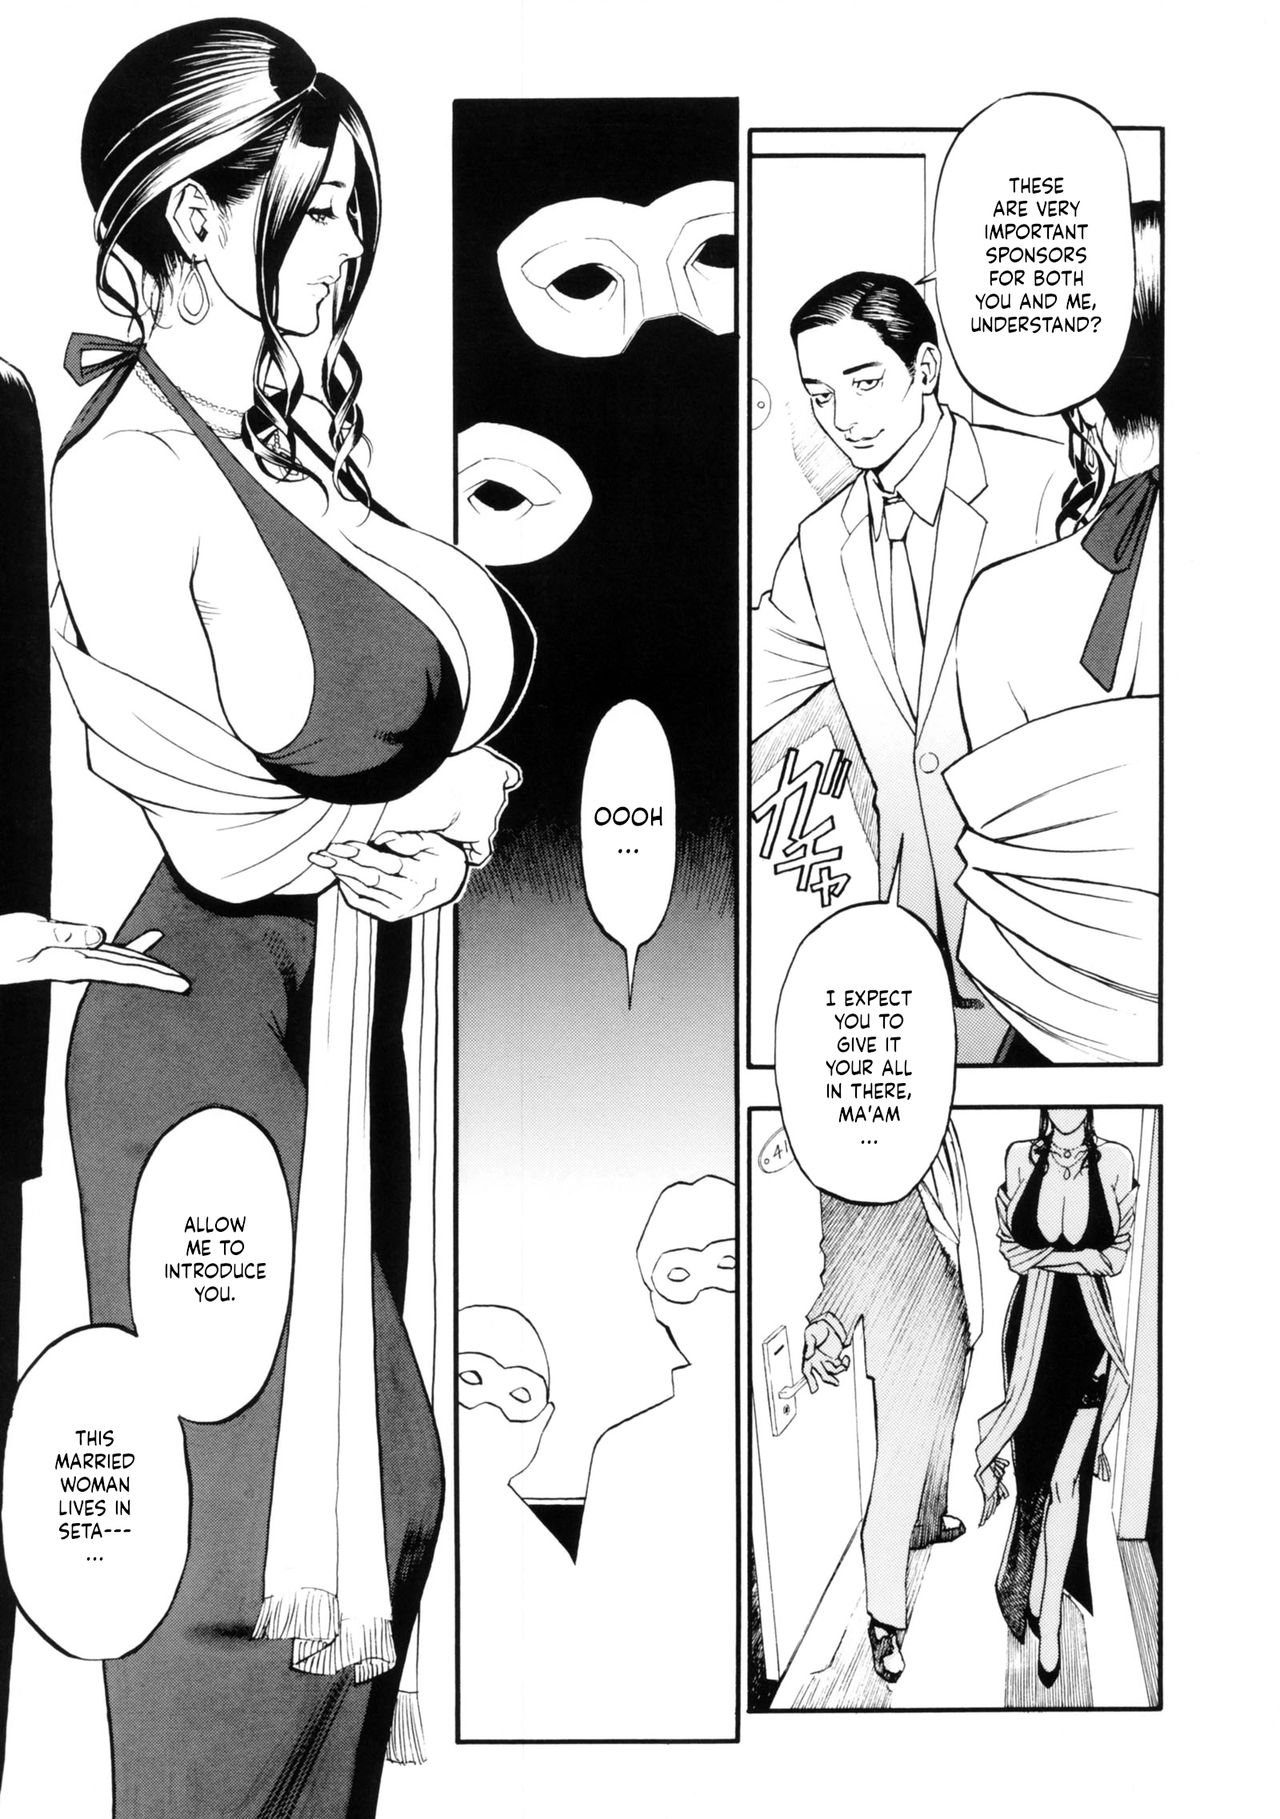 THESE
ARE VERY
IMPORTANT
SPONSORS
FOR BOTH
YOU AND ME,
UNDERSTAND?
ガチャ
I EXPECT
YOU TO
GIVE IT
YOUR ALL
IN THERE,
MA'AM
...
OOOH
...
ALLOW
ME TO
INTRODUCE
YOU.
THIS
MARRIED
WOMAN
LIVES IN
SETA---
...